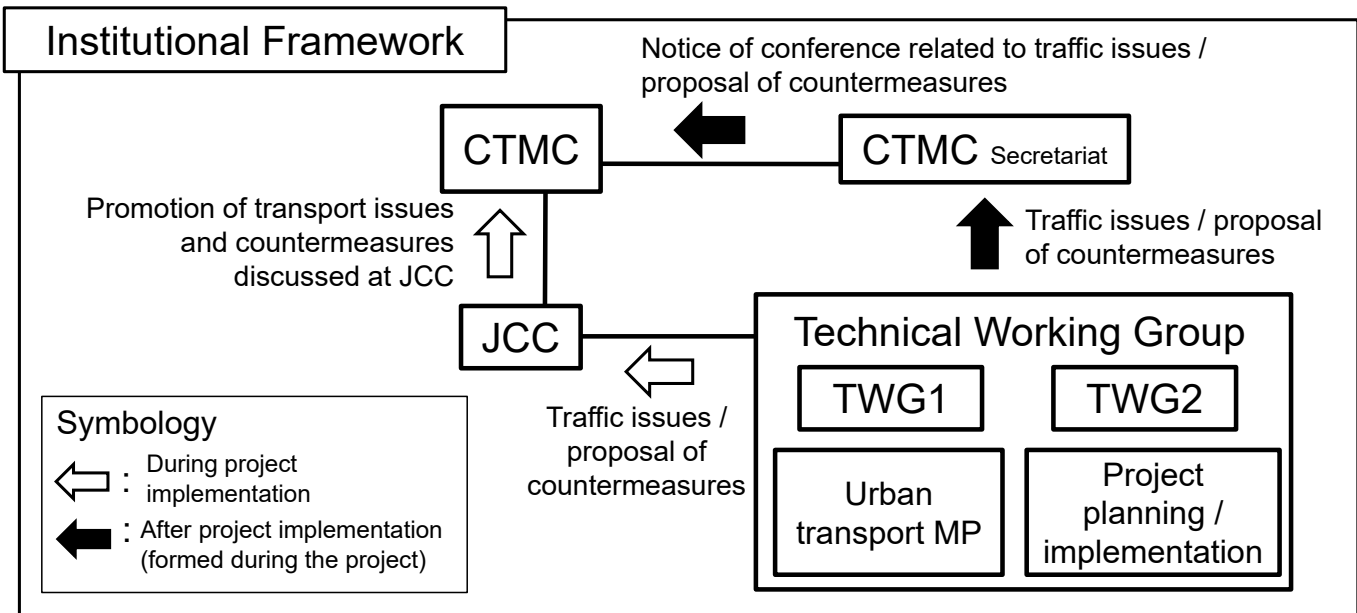 Institutional Framework
Notice of conference related to traffic issues /
proposal of countermeasures
CTMC
CTMC Secretariat
Promotion of transport issues
and countermeasures
discussed at JCC
Traffic issues / proposal
of countermeasures
JCC
Traffic issues /
proposal of
countermeasures
Technical Working Group
TWG1
TWG2
Urban
transport MP
Project
planning /
implementation
Symbology
: During project
implementation
: After project implementation
(formed during the project)